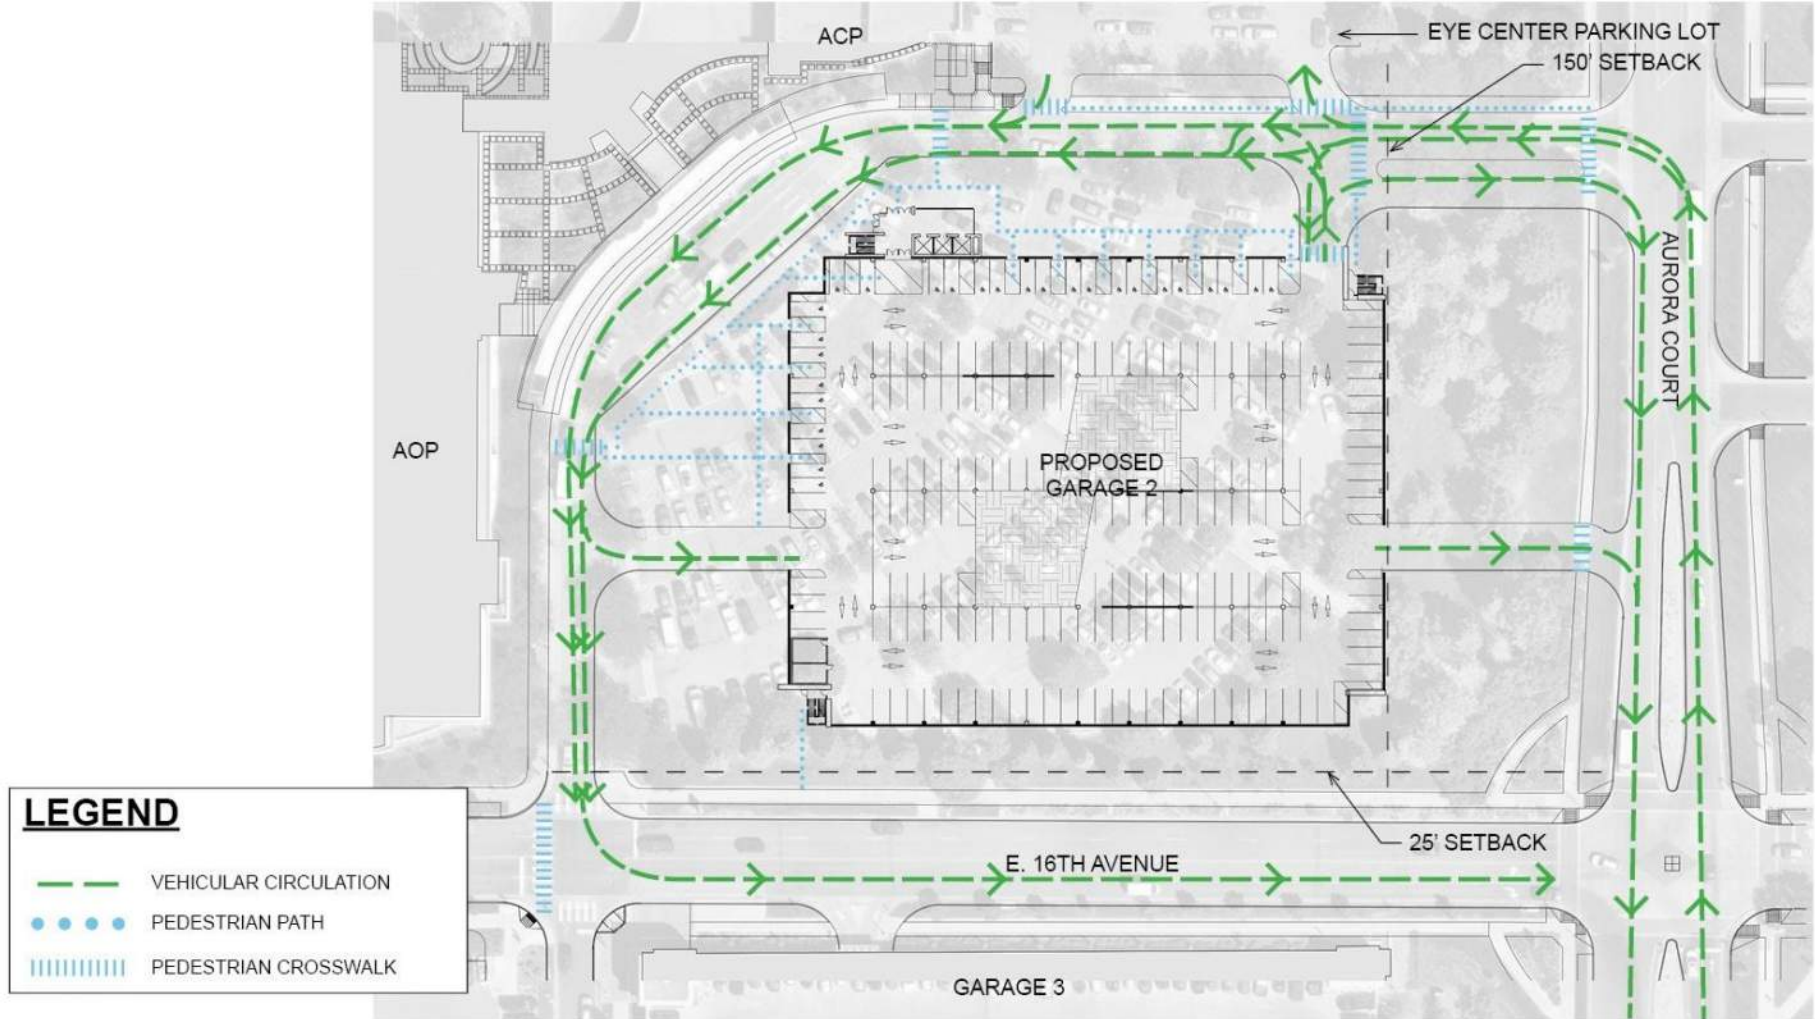 ACP
EYE CENTER PARKING LOT
150' SETBACK
AURORA COURT
AOP
PROPOSED
GARAGE 2
LEGEND
VEHICULAR CIRCULATION
PEDESTRIAN PATH
PEDESTRIAN CROSSWALK
25' SETBACK
E. 16TH AVENUE
GARAGE 3